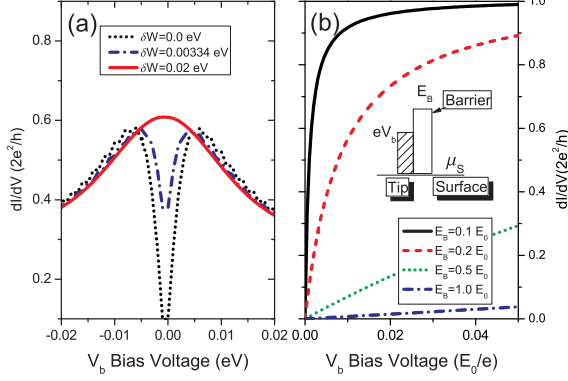 (a)
δW=0.0 eV
δW=0.00334 eV
δW=0.02 eV
0.8
0.6
0.4
0.2
dI/dV (2e²/h)
-0.02 -0.01 0.00 0.01 0.02
V_b Bias Voltage (eV)
(b)
E_B
Barrier
eV_b
μ_S
Tip
Surface
E_B=0.1 E_0
E_B=0.2 E_0
E_B=0.5 E_0
E_B=1.0 E_0
1.0
0.8
0.6
0.4
0.2
0.0
dI/dV (2e²/h)
0.00 0.02 0.04
V_b Bias Voltage (E_0/e)